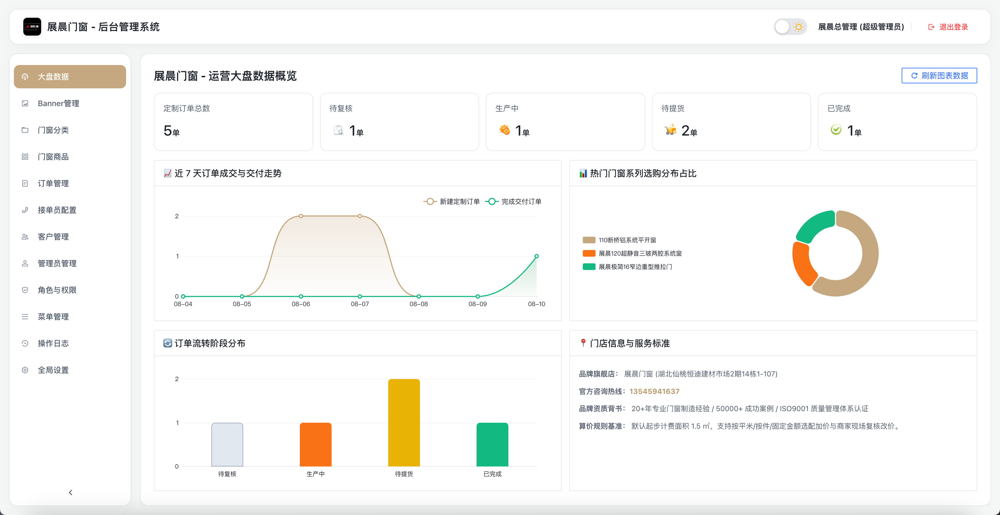 展晨门窗
展晨门窗 - 后台管理系统
展晨总管理 (超级管理员)
退出登录
大盘数据
Banner管理
门窗分类
门窗商品
订单管理
接单员配置
客户管理
管理员管理
角色与权限
菜单管理
操作日志
全局设置
展晨门窗 - 运营大盘数据概览
刷新图表数据
定制订单总数
5单
待复核
1单
生产中
1单
待提货
2单
已完成
1单
近 7 天订单成交与交付走势
新建定制订单 完成交付订单
2
1
0
08-04 08-05 08-06 08-07 08-08 08-09 08-10
热门门窗系列选购分布占比
110断桥铝系统平开窗
展晨120超静音三玻两腔系统窗
展晨极简16窄边重型推拉门
订单流转阶段分布
2
1
0
待复核 生产中 待提货 已完成
门店信息与服务标准
品牌旗舰店： 展晨门窗 (湖北仙桃恒迪建材市场2期14栋1-107)
官方咨询热线：13545941637
品牌资质背书： 20+年专业门窗制造经验 / 50000+ 成功案例 / ISO9001 质量管理体系认证
算价规则基准： 默认起步计费面积 1.5 ㎡，支持按平米/按件/固定金额选配加价与商家现场复核改价。